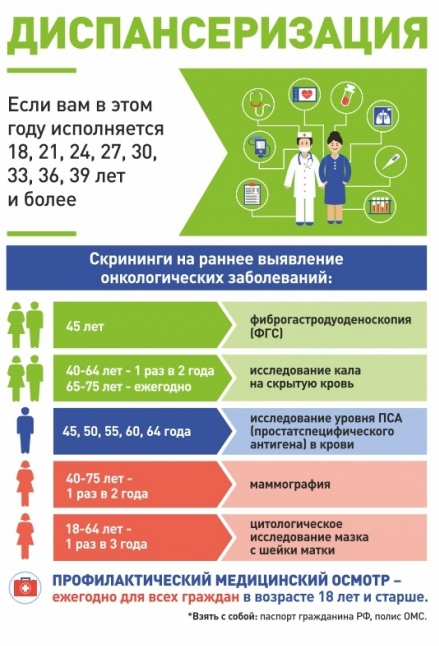 ДИСПАНСЕРИЗАЦИЯ
Если вам в этом
году исполняется
18, 21, 24, 27, 30,
33, 36, 39 лет
и более
Скрининги на раннее выявление
онкологических заболеваний:
45 лет
фиброгастродуоденоскопия
(ФГС)
40-64 лет - 1 раз в 2 года
65-75 лет - ежегодно
исследование кала
на скрытую кровь
45, 50, 55, 60, 64 года
исследование уровня ПСА
(простатспецифического
антигена) в крови
40-75 лет -
1 раз в 2 года
маммография
18-64 лет -
1 раз в 3 года
цитологическое
исследование мазка
с шейки матки
ПРОФИЛАКТИЧЕСКИЙ МЕДИЦИНСКИЙ ОСМОТР –
ежегодно для всех граждан в возрасте 18 лет и старше.
*Взять с собой: паспорт гражданина РФ, полис ОМС.